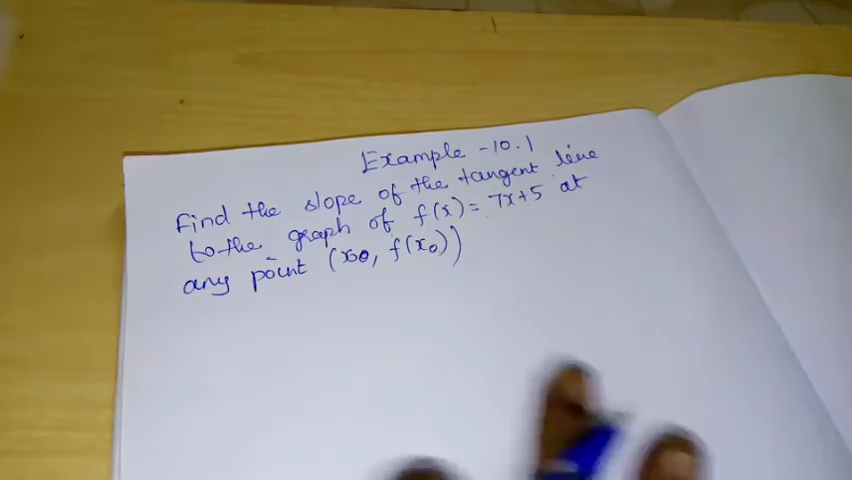 Example -10.1
Find the slope of the tangent line
to the graph of f(x) = 7x+5 at
any point (x0, f(x0))